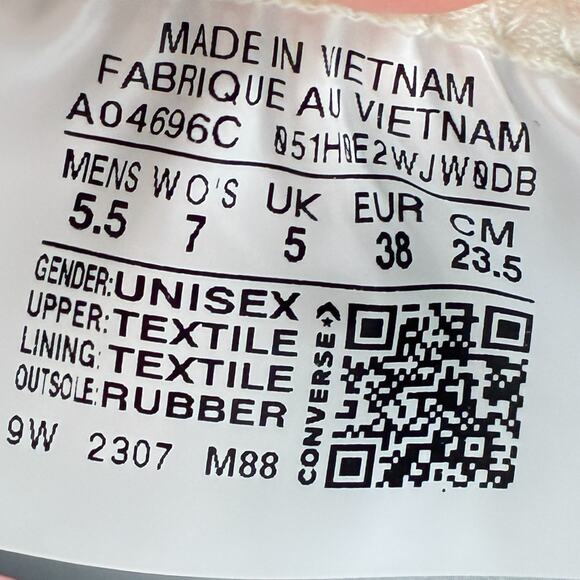 MADE IN VIETNAM
FABRIQUE AU VIETNAM
A04696C 051H0E2WJW0DB
MENS WO'S UK EUR CM
5.5 7 5 38 23.5
GENDER: UNISEX
UPPER: TEXTILE
LINING: TEXTILE
OUTSOLE: RUBBER
9W 2307 M88
CONVERSE